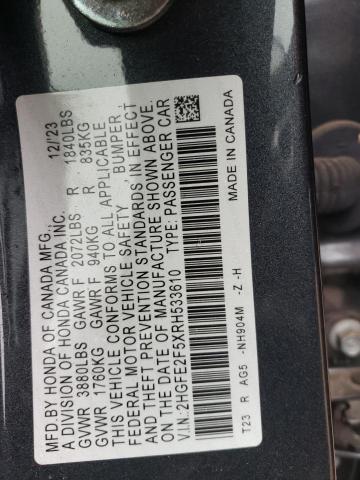 MFD.BY HONDA OF CANADA MFG., 12/'23
A DIVISION OF HONDA CANADA INC.
GVWR 3880LBS GAWR F 2072LBS R 1840LBS
GVWR 1760KG GAWR F 940KG R 835KG
THIS VEHICLE CONFORMS TO ALL APPLICABLE
FEDERAL MOTOR VEHICLE SAFETY, BUMPER,
AND THEFT PREVENTION STANDARDS IN EFFECT
ON THE DATE OF MANUFACTURE SHOWN ABOVE.
V.I.N.:2HGFE2F5XRH533610 TYPE: PASSENGER CAR
T23 R AG5 -NH904M -Z -H MADE IN CANADA